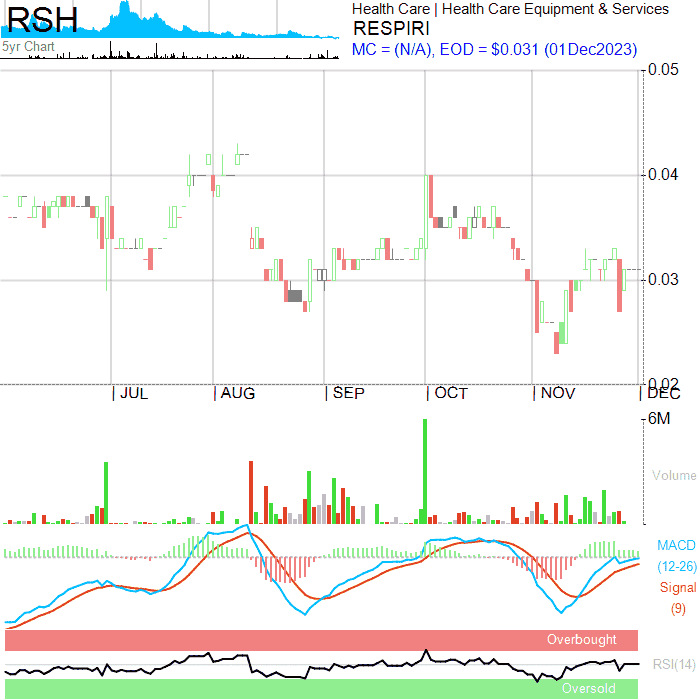 RSH
5yr Chart
Health Care | Health Care Equipment & Services
RESPIRI
MC = (N/A), EOD = $0.031 (01Dec2023)
0.05
0.04
0.03
0.02
JUL
AUG
SEP
OCT
NOV
DEC
6M
Volume
MACD
(12-26)
Signal
(9)
Overbought
RSI(14)
Oversold